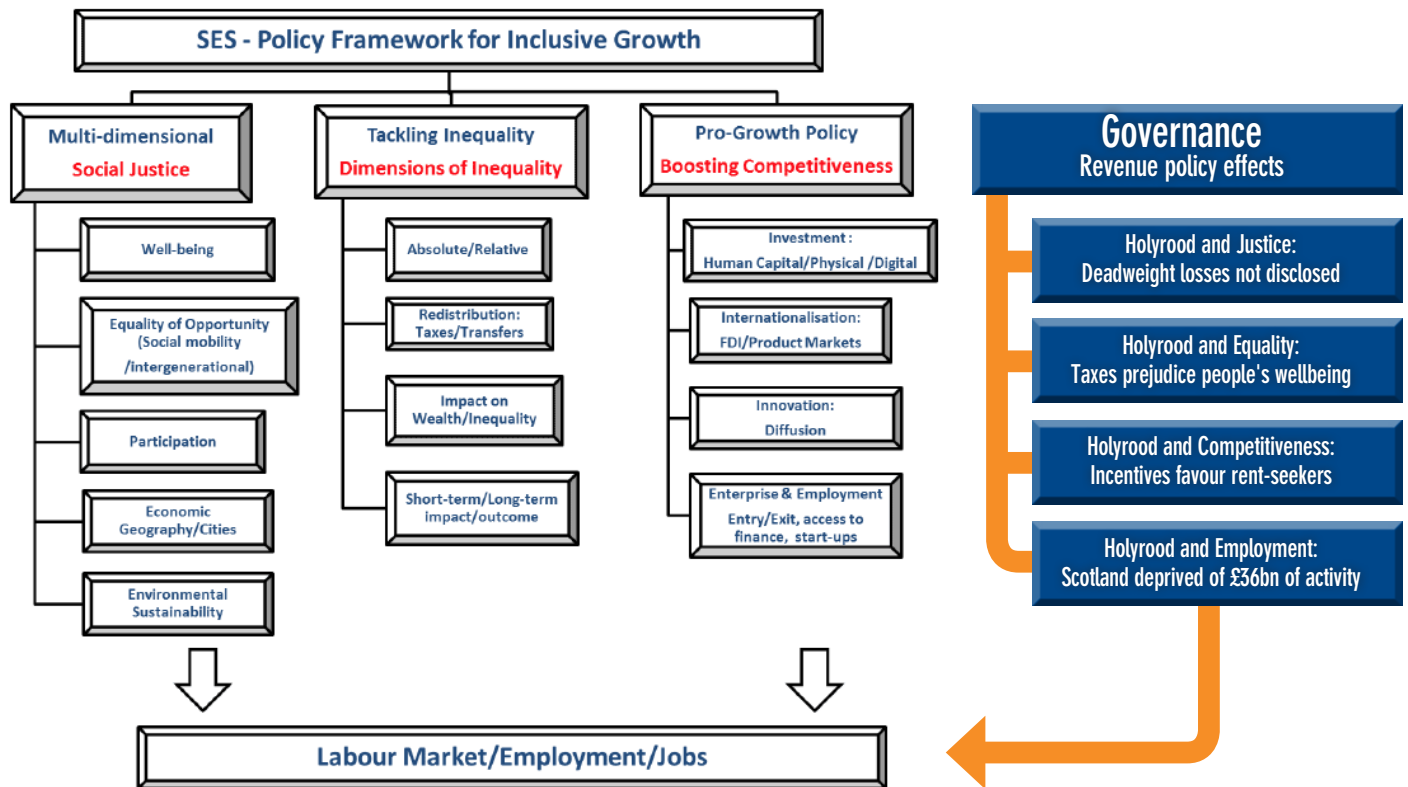 SES - Policy Framework for Inclusive Growth
Multi-dimensional
Social Justice
Well-being
Equality of Opportunity
(Social mobility
/intergenerational)
Participation
Economic
Geography/Cities
Environmental
Sustainability
Tackling Inequality
Dimensions of Inequality
Absolute/Relative
Redistribution:
Taxes/Transfers
Impact on
Wealth/Inequality
Short-term/Long-term
impact/outcome
Pro-Growth Policy
Boosting Competitiveness
Investment :
Human Capital/Physical /Digital
Internationalisation:
FDI/Product Markets
Innovation:
Diffusion
Enterprise & Employment
Entry/Exit, access to
finance, start-ups
Labour Market/Employment/Jobs
Governance
Revenue policy effects
Holyrood and Justice:
Deadweight losses not disclosed
Holyrood and Equality:
Taxes prejudice people's wellbeing
Holyrood and Competitiveness:
Incentives favour rent-seekers
Holyrood and Employment:
Scotland deprived of £36bn of activity